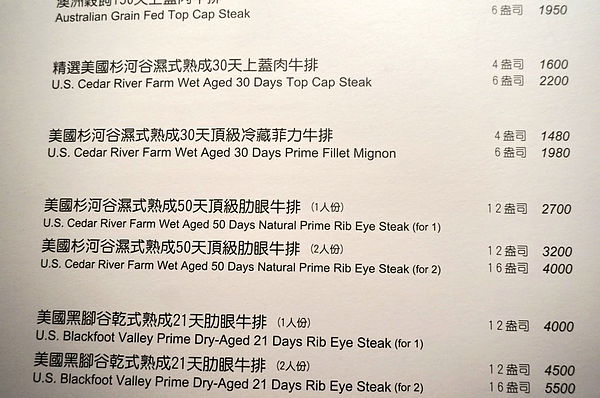 澳洲穀飼150天上蓋肉牛排
Australian Grain Fed Top Cap Steak 6盎司 1950
精選美國杉河谷濕式熟成30天上蓋肉牛排 4盎司 1600
U.S. Cedar River Farm Wet Aged 30 Days Top Cap Steak 6盎司 2200
美國杉河谷濕式熟成30天頂級冷藏菲力牛排 4盎司 1480
U.S. Cedar River Farm Wet Aged 30 Days Prime Fillet Mignon 6盎司 1980
美國杉河谷濕式熟成50天頂級肋眼牛排 (1人份) 12盎司 2700
U.S. Cedar River Farm Wet Aged 50 Days Natural Prime Rib Eye Steak (for 1)
美國杉河谷濕式熟成50天頂級肋眼牛排 (2人份) 12盎司 3200
U.S. Cedar River Farm Wet Aged 50 Days Natural Prime Rib Eye Steak (for 2) 16盎司 4000
美國黑腳谷乾式熟成21天肋眼牛排 (1人份) 12盎司 4000
U.S. Blackfoot Valley Prime Dry-Aged 21 Days Rib Eye Steak (for 1)
美國黑腳谷乾式熟成21天肋眼牛排 (2人份) 12盎司 4500
U.S. Blackfoot Valley Prime Dry-Aged 21 Days Rib Eye Steak (for 2) 16盎司 5500